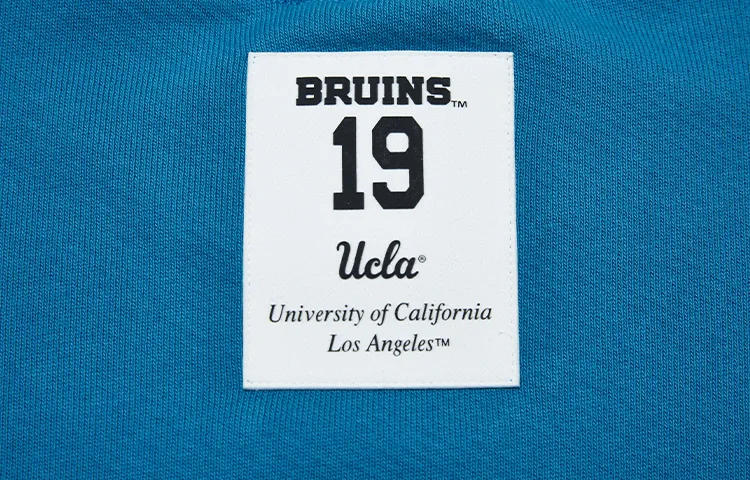 BRUINS™
19
Ucla®
University of California
Los Angeles™